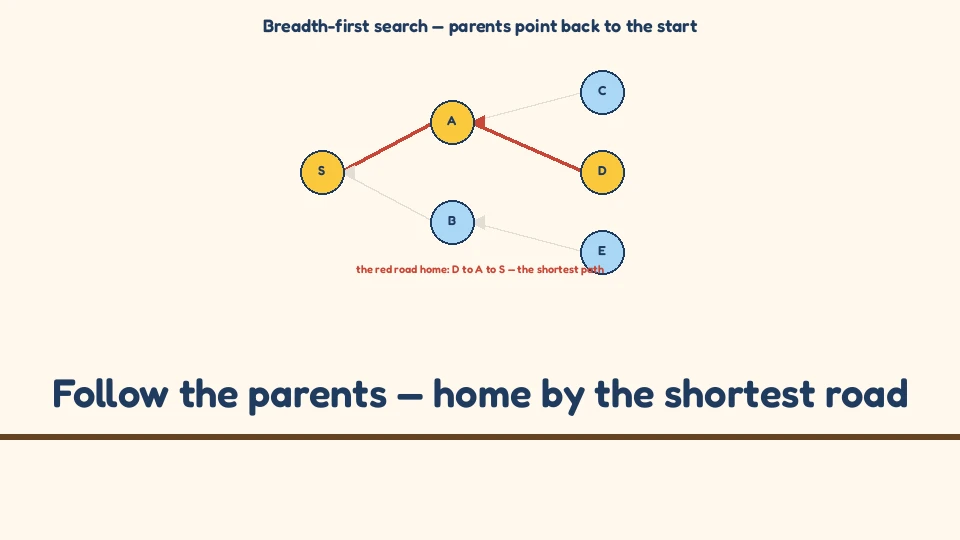 Breadth-first search — parents point back to the start
C
A
S
D
B
E
the red road home: D to A to S — the shortest path
Follow the parents — home by the shortest road